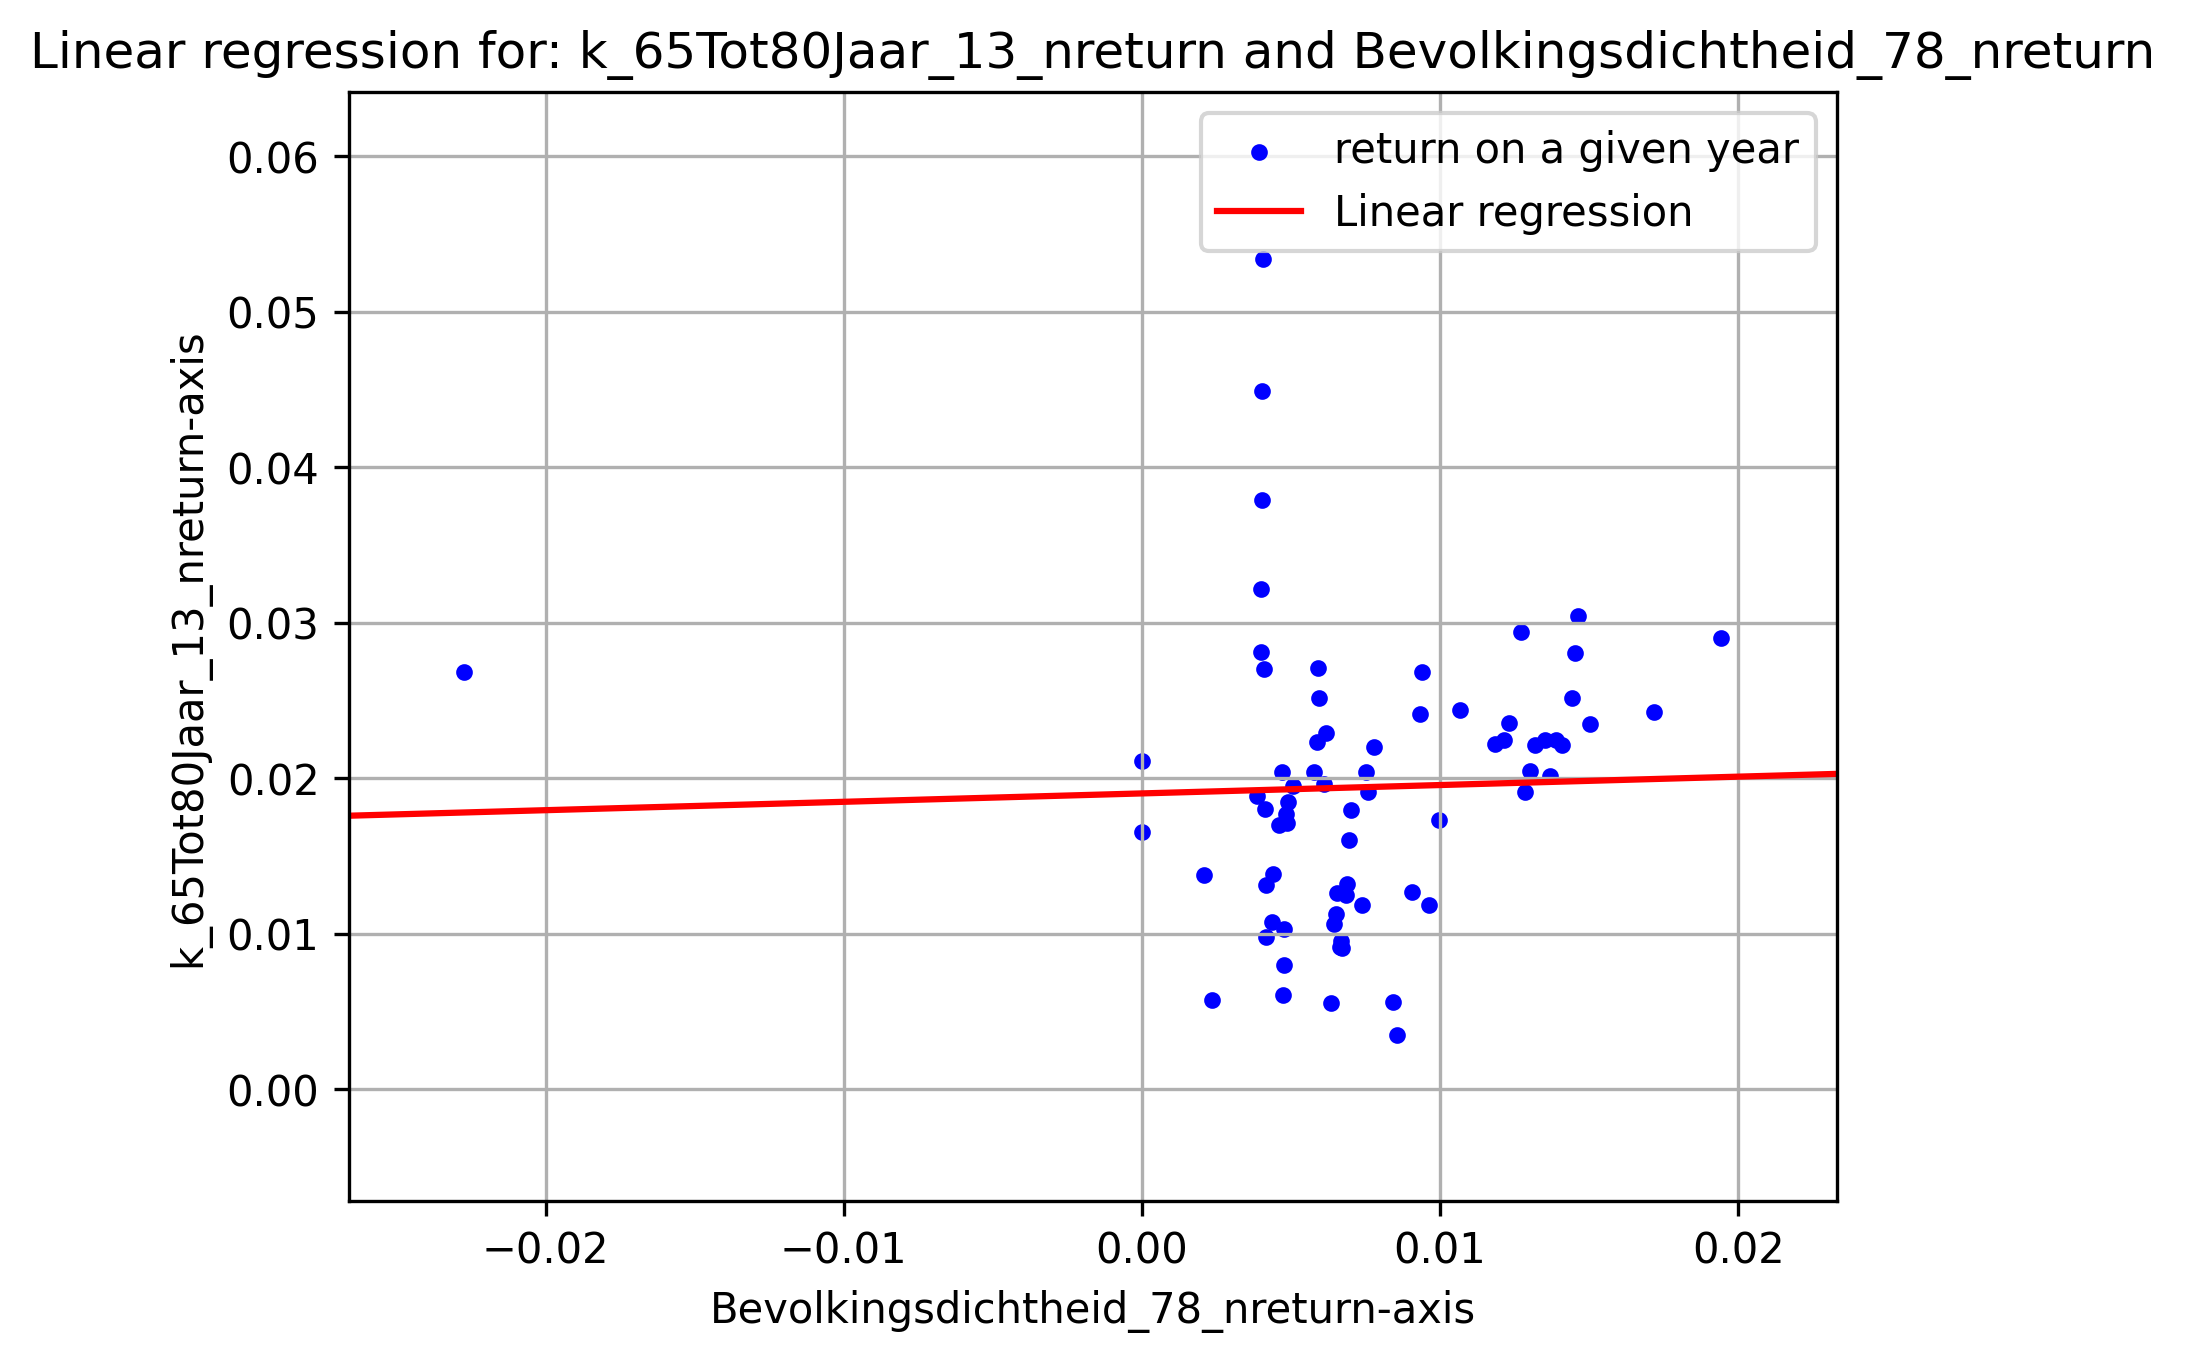 Linear regression for: k_65Tot80Jaar_13_nreturn and Bevolkingsdichtheid_78_nreturn
return on a given year
Linear regression
k_65Tot80Jaar_13_nreturn-axis
0.06
0.05
0.04
0.03
0.02
0.01
0.00
−0.02 −0.01 0.00 0.01 0.02
Bevolkingsdichtheid_78_nreturn-axis